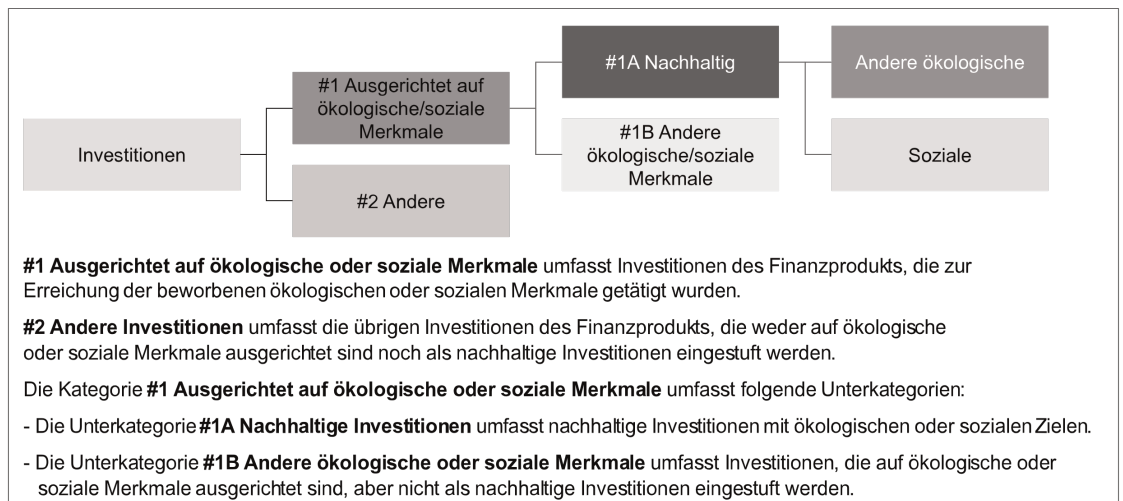 Investitionen
#1 Ausgerichtet auf
ökologische/soziale
Merkmale
#2 Andere
#1A Nachhaltig
#1B Andere
ökologische/soziale
Merkmale
Andere ökologische
Soziale
#1 Ausgerichtet auf ökologische oder soziale Merkmale umfasst Investitionen des Finanzprodukts, die zur
Erreichung der beworbenen ökologischen oder sozialen Merkmale getätigt wurden.
#2 Andere Investitionen umfasst die übrigen Investitionen des Finanzprodukts, die weder auf ökologische
oder soziale Merkmale ausgerichtet sind noch als nachhaltige Investitionen eingestuft werden.
Die Kategorie #1 Ausgerichtet auf ökologische oder soziale Merkmale umfasst folgende Unterkategorien:
- Die Unterkategorie #1A Nachhaltige Investitionen umfasst nachhaltige Investitionen mit ökologischen oder sozialen Zielen.
- Die Unterkategorie #1B Andere ökologische oder soziale Merkmale umfasst Investitionen, die auf ökologische oder
soziale Merkmale ausgerichtet sind, aber nicht als nachhaltige Investitionen eingestuft werden.